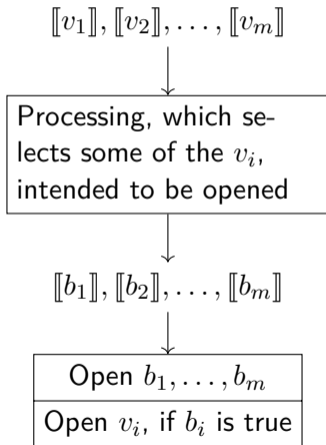 ⟦v₁⟧, ⟦v₂⟧, . . . , ⟦vₘ⟧
Processing, which se-
lects some of the vᵢ,
intended to be opened
⟦b₁⟧, ⟦b₂⟧, . . . , ⟦bₘ⟧
Open b₁, . . . , bₘ
Open vᵢ, if bᵢ is true